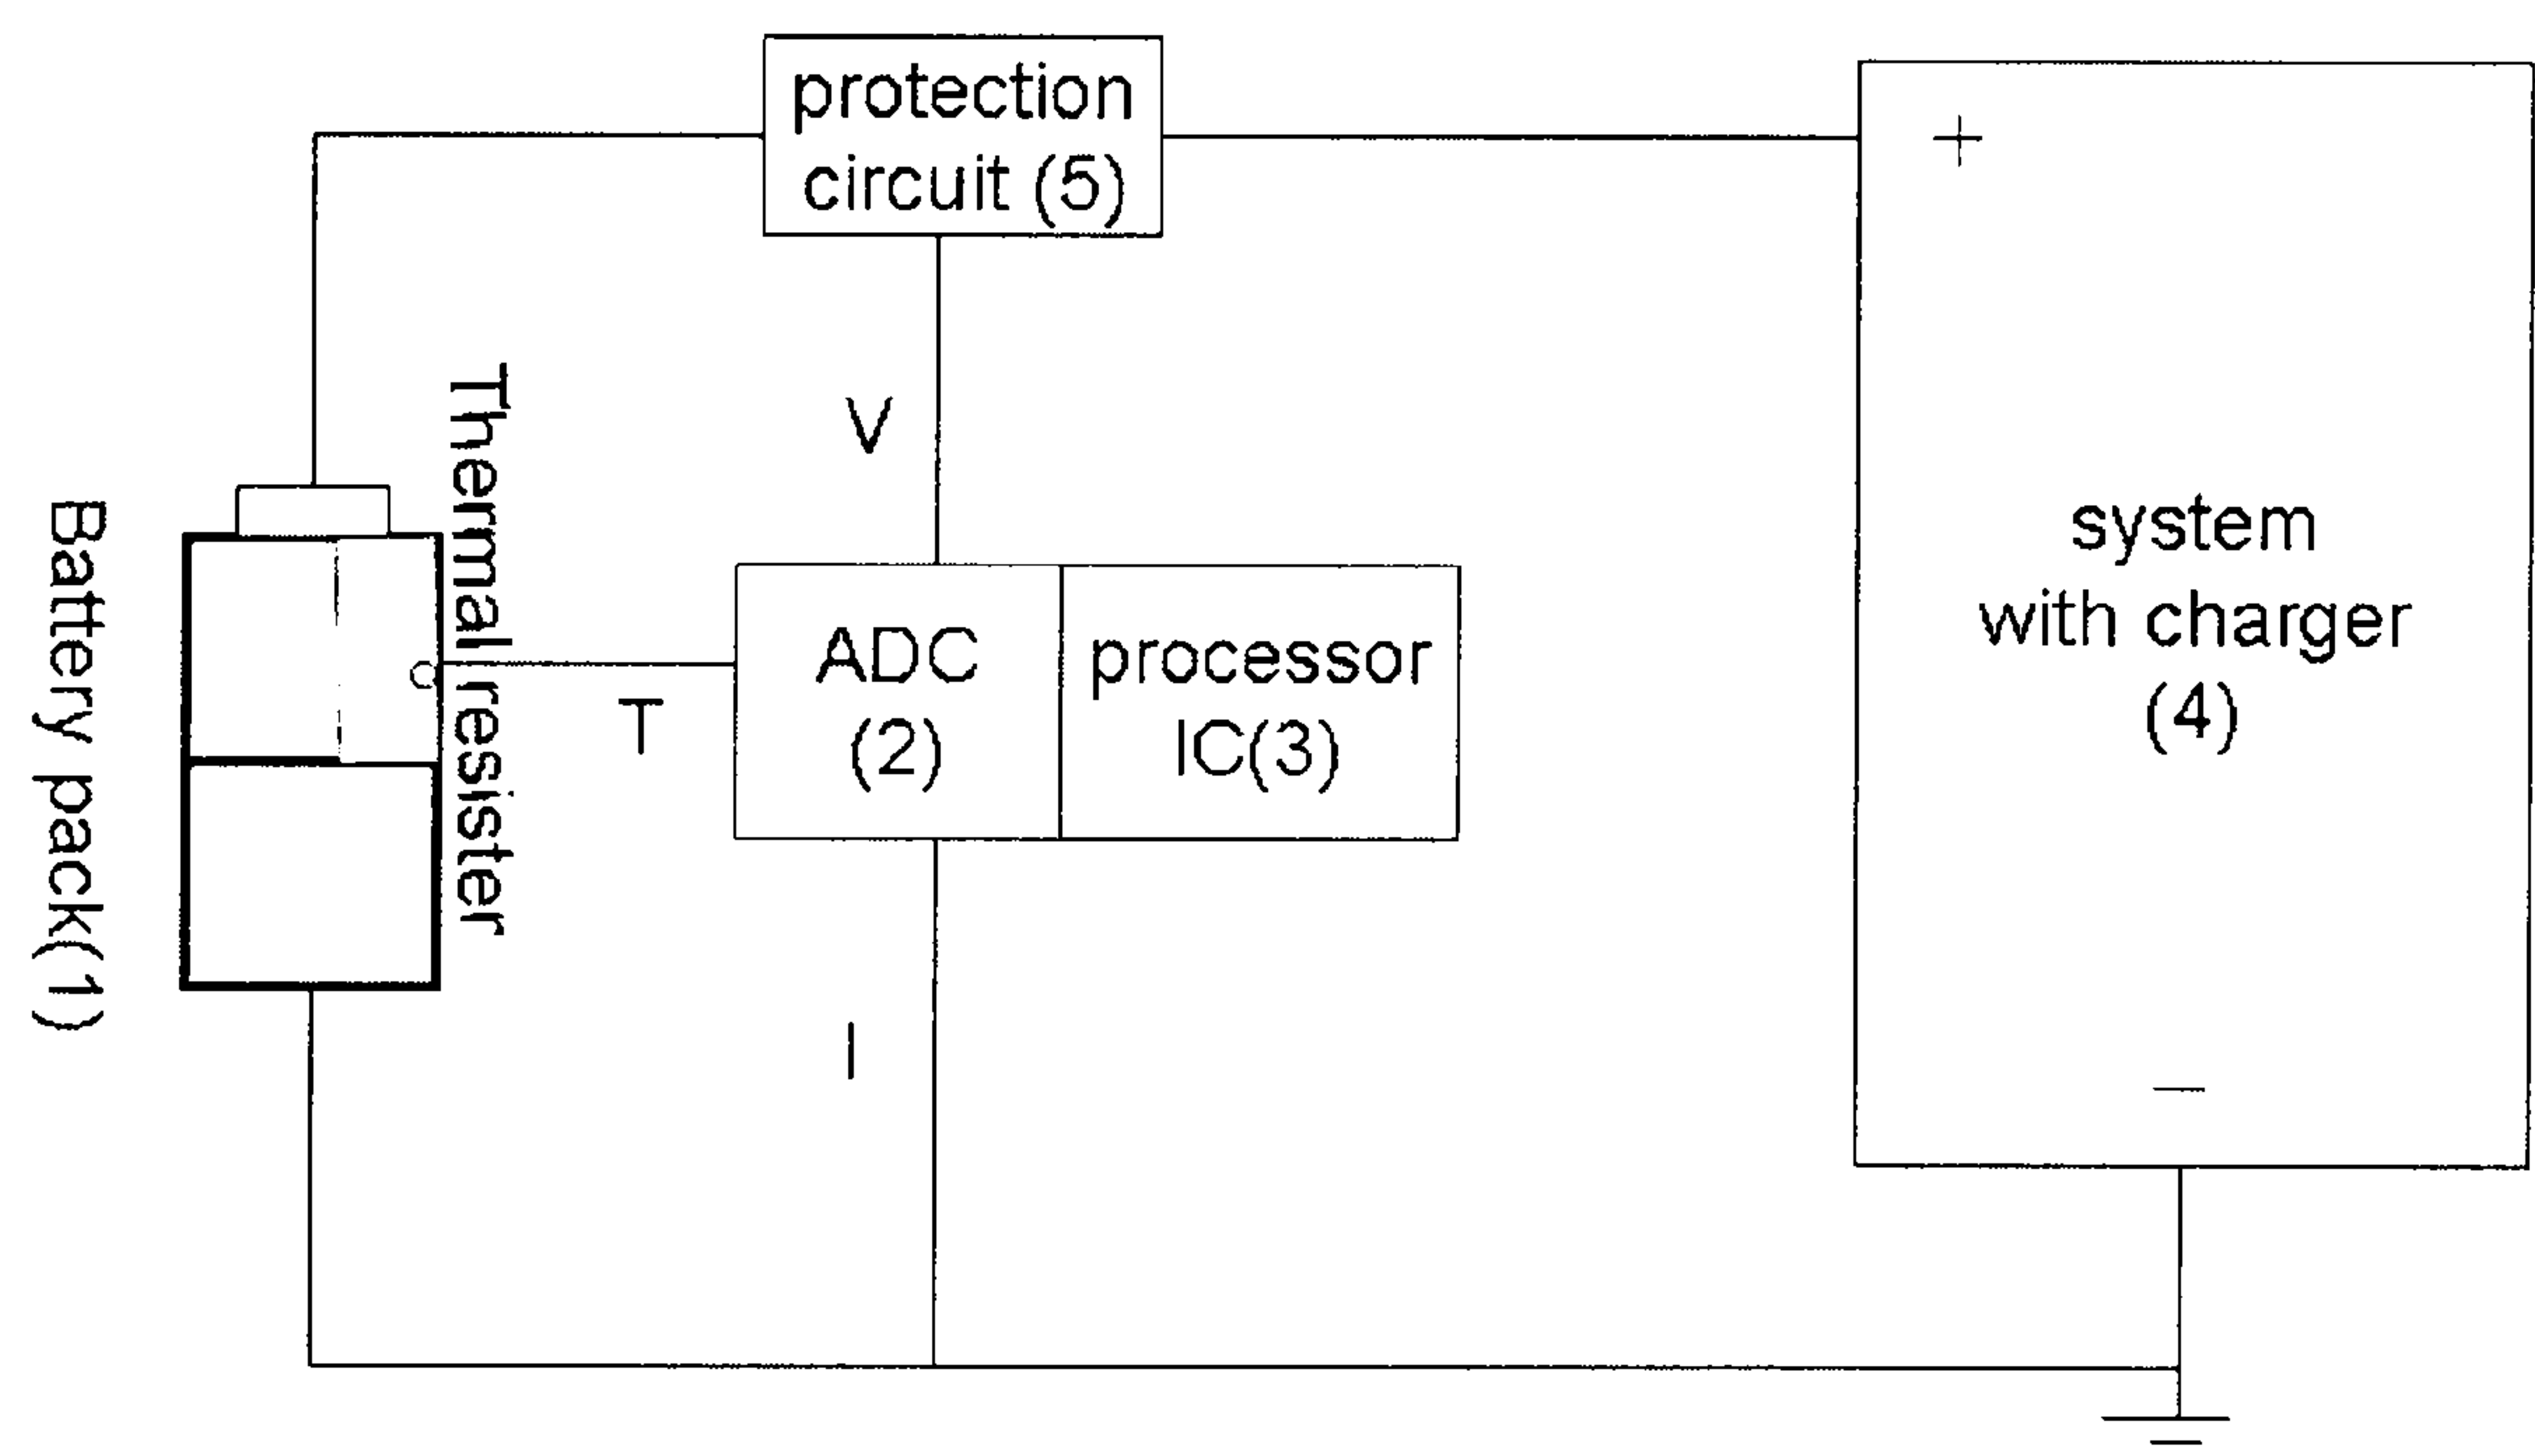 protection
circuit (5)
+
V
Thermal resister
Battery pack(1)
ADC
(2)
processor
IC(3)
T
system
with charger
(4)
I
−